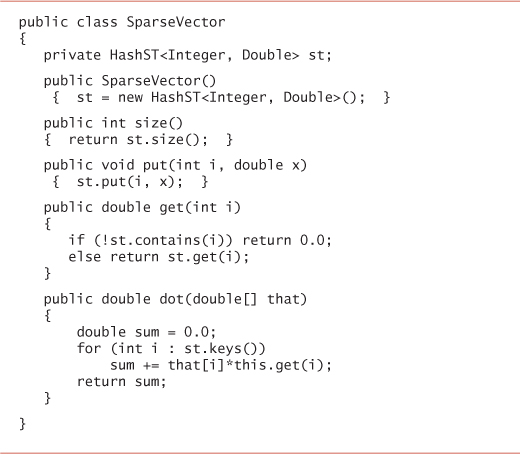 public class SparseVector
{
private HashST<Integer, Double> st;
public SparseVector()
{ st = new HashST<Integer, Double>(); }
public int size()
{ return st.size(); }
public void put(int i, double x)
{ st.put(i, x); }
public double get(int i)
{
if (!st.contains(i)) return 0.0;
else return st.get(i);
}
public double dot(double[] that)
{
double sum = 0.0;
for (int i : st.keys())
sum += that[i]*this.get(i);
return sum;
}
}